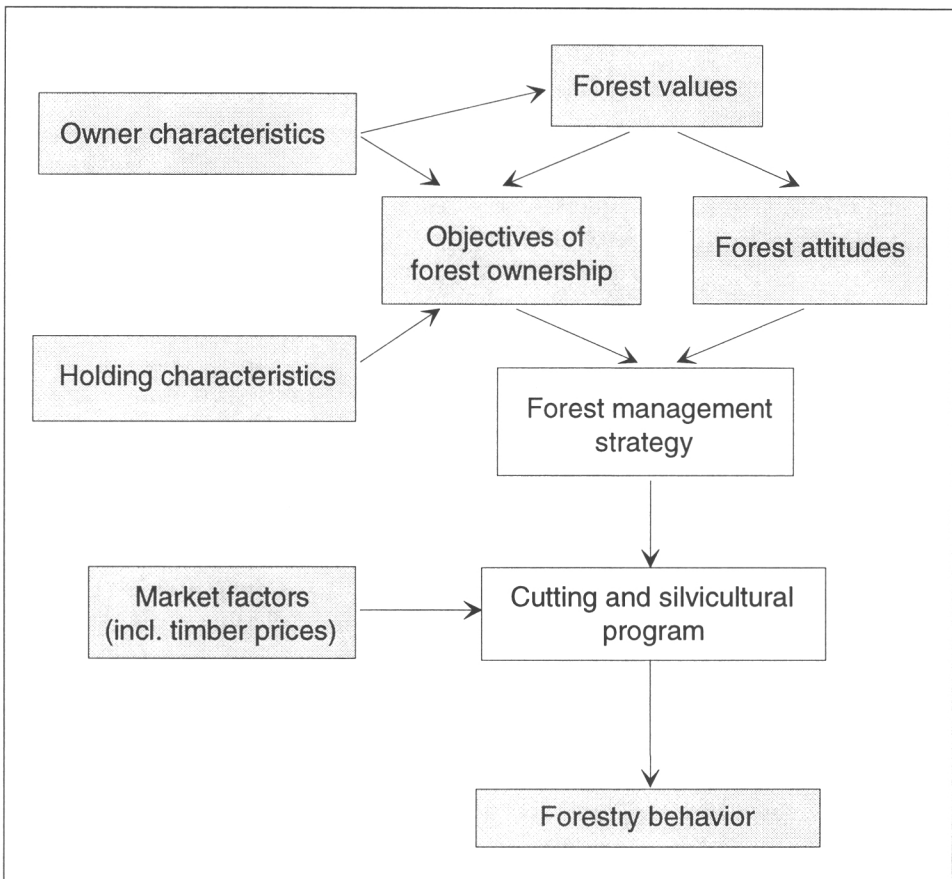 Forest values
Owner characteristics
Objectives of
forest ownership
Forest attitudes
Holding characteristics
Forest management
strategy
Market factors
(incl. timber prices)
Cutting and silvicultural
program
Forestry behavior